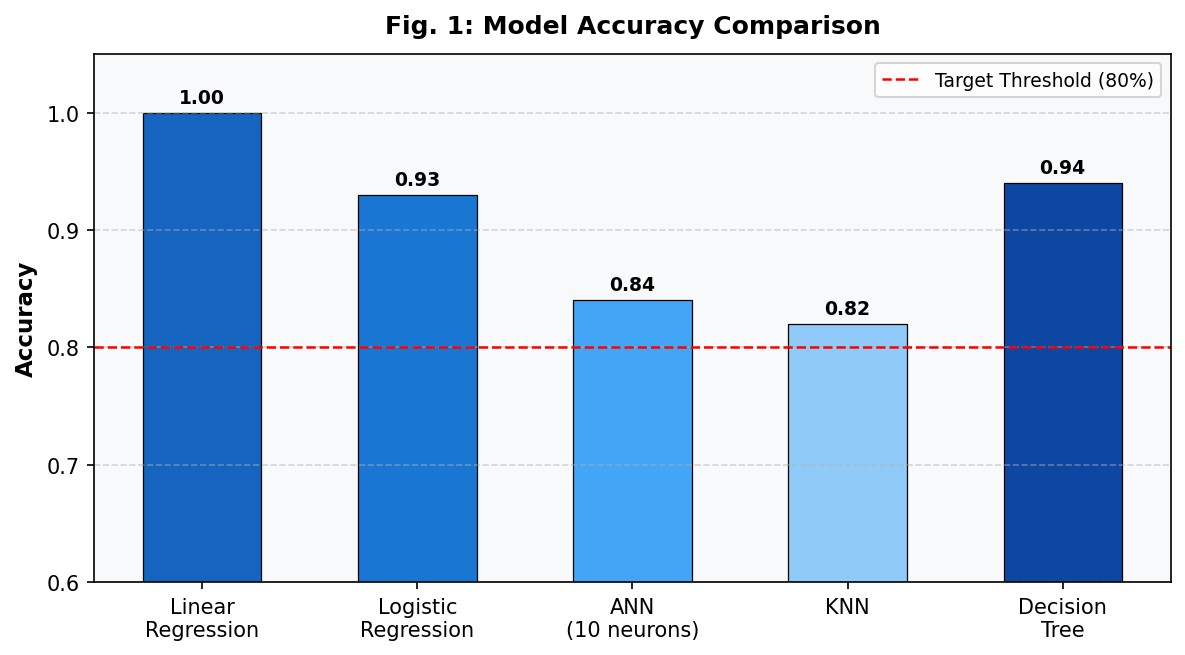 Fig. 1: Model Accuracy Comparison
Target Threshold (80%)
Accuracy
1.0
0.9
0.8
0.7
0.6
1.00
0.93
0.84
0.82
0.94
Linear
Regression
Logistic
Regression
ANN
(10 neurons)
KNN
Decision
Tree